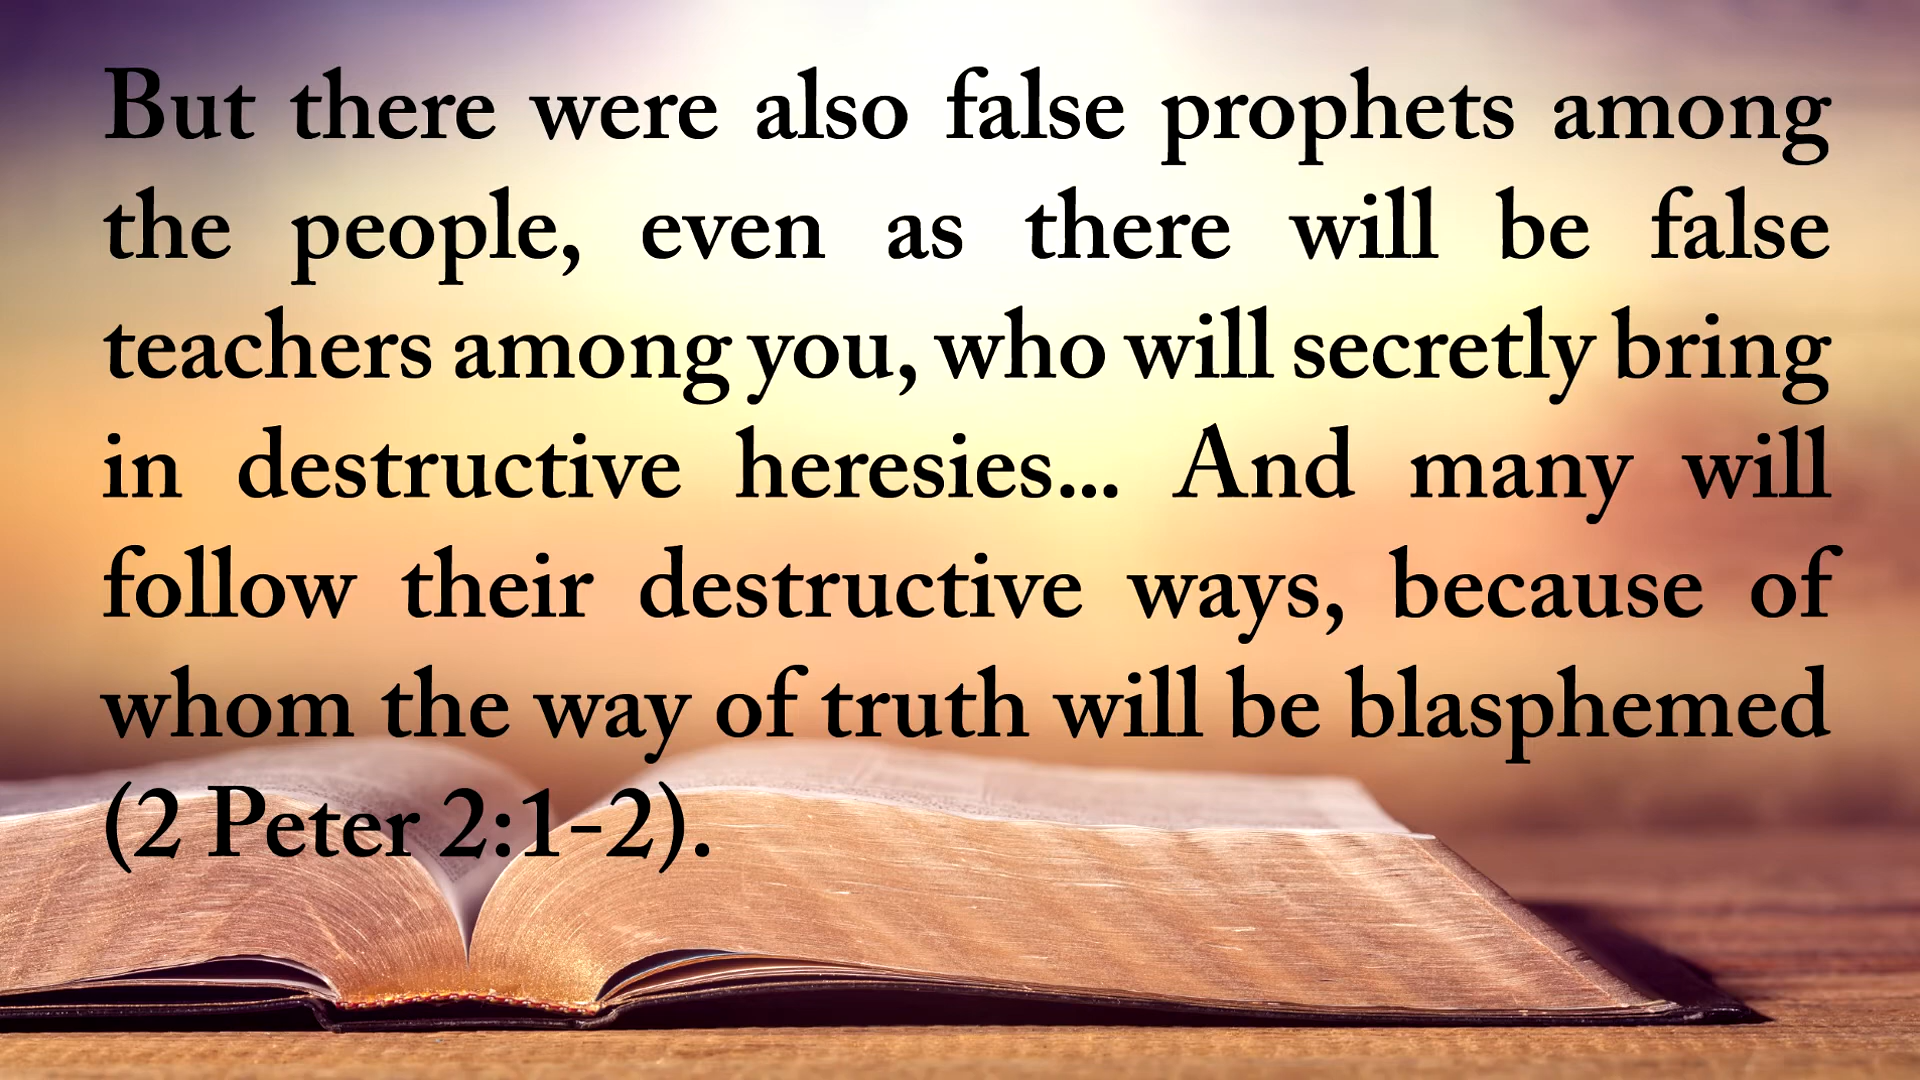 But there were also false prophets among
the people, even as there will be false
teachers among you, who will secretly bring
in destructive heresies... And many will
follow their destructive ways, because of
whom the way of truth will be blasphemed
(2 Peter 2:1-2).